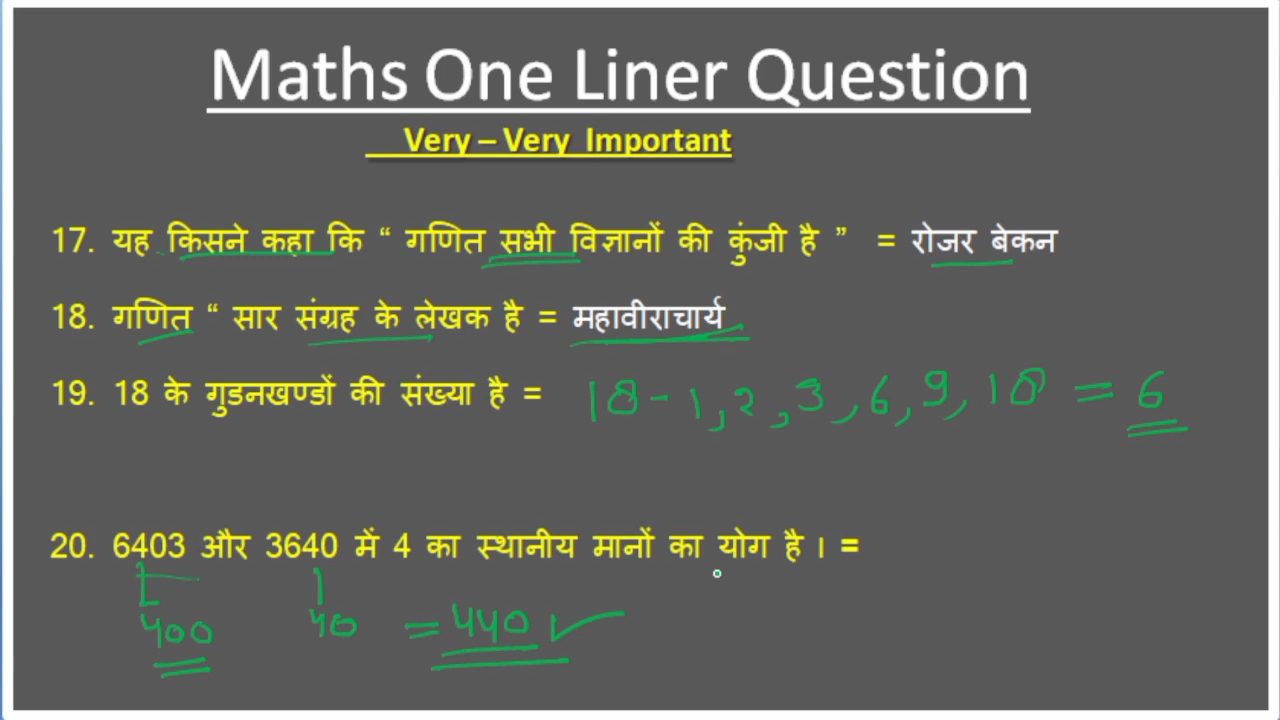 Maths One Liner Question
Very – Very Important
17. यह किसने कहा कि “ गणित सभी विज्ञानों की कुंजी है ” = रोजर बेकन
18. गणित “ सार संग्रह के लेखक है = महावीराचार्य
19. 18 के गुडनखण्डों की संख्या है = 18 - 1, 2, 3, 6, 9, 18 = 6
20. 6403 और 3640 में 4 का स्थानीय मानों का योग है । =
400 40 = 440